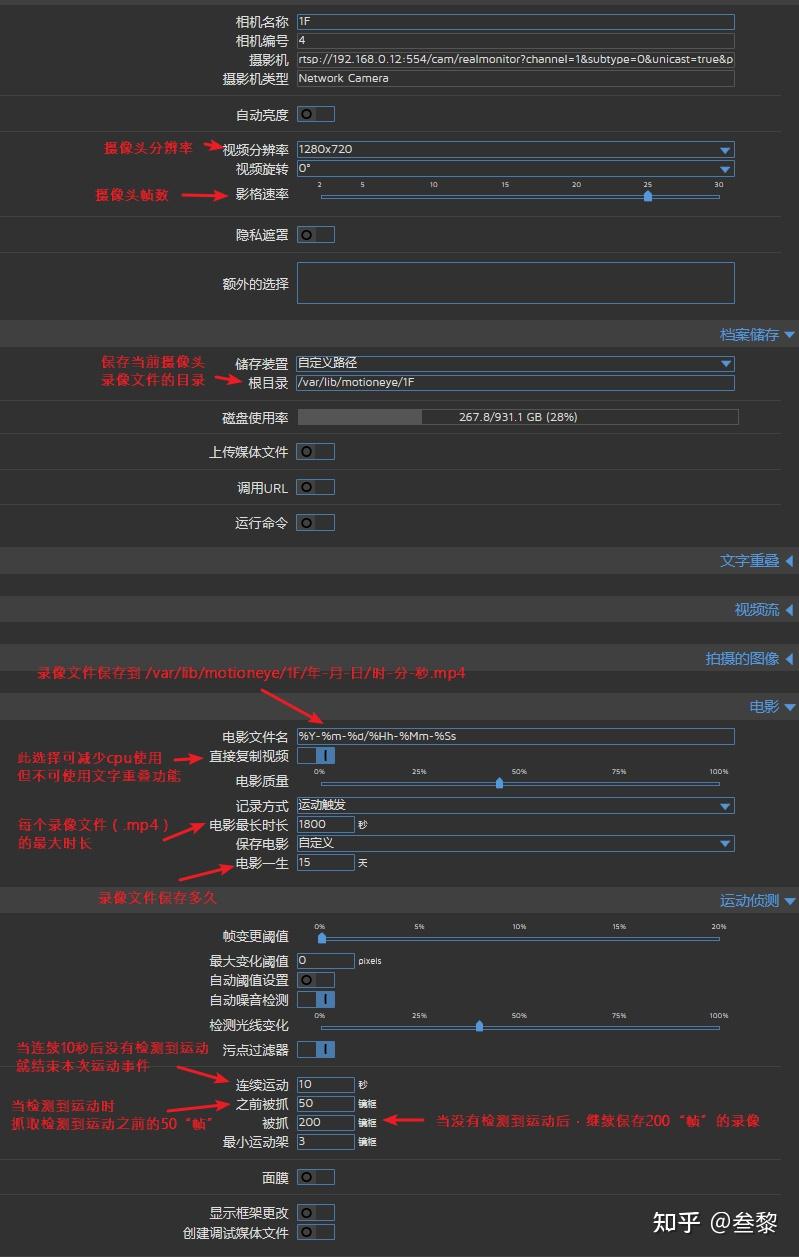 相机名称 1F
相机编号 4
摄影机 rtsp://192.168.0.12:554/cam/realmonitor?channel=1&subtype=0&unicast=true&p
摄影机类型 Network Camera
自动亮度
摄像头分辨率 视频分辨率 1280x720
视频旋转 0°
2 5 10 15 20 25 30
摄像头帧数 影格速率
隐私遮罩
额外的选择
档案储存
保存当前摄像头 储存装置 自定义路径
录像文件的目录 根目录 /var/lib/motioneye/1F
磁盘使用率 267.8/931.1 GB (28%)
上传媒体文件
调用URL
运行命令
文字重叠
视频流
拍摄的图像
录像文件保存到 /var/lib/motioneye/1F/年-月-日/时-分-秒.mp4
电影
电影文件名 %Y-%m-%d/%Hh-%Mm-%Ss
此选择可减少cpu使用 直接复制视频
但不可使用文字重叠功能
0% 25% 50% 75% 100%
电影质量
记录方式 运动触发
每个录像文件（.mp4） 电影最长时长 1800 秒
的最大时长 保存电影 自定义
电影一生 15 天
录像文件保存多久
运动侦测
0% 5% 10% 15% 20%
帧变更阈值
最大变化阈值 0 pixels
自动阈值设置
自动噪音检测
0% 25% 50% 75% 100%
检测光线变化
当连续10秒后没有检测到运动 污点过滤器
就结束本次运动事件
连续运动 10 秒
当检测到运动时 之前被抓 50 镜框
抓取检测到运动之前的50“帧” 被抓 200 镜框 当没有检测到运动后，继续保存200“帧”的录像
最小运动架 3 镜框
面膜
显示框架更改
创建调试媒体文件
知乎 @叁黎